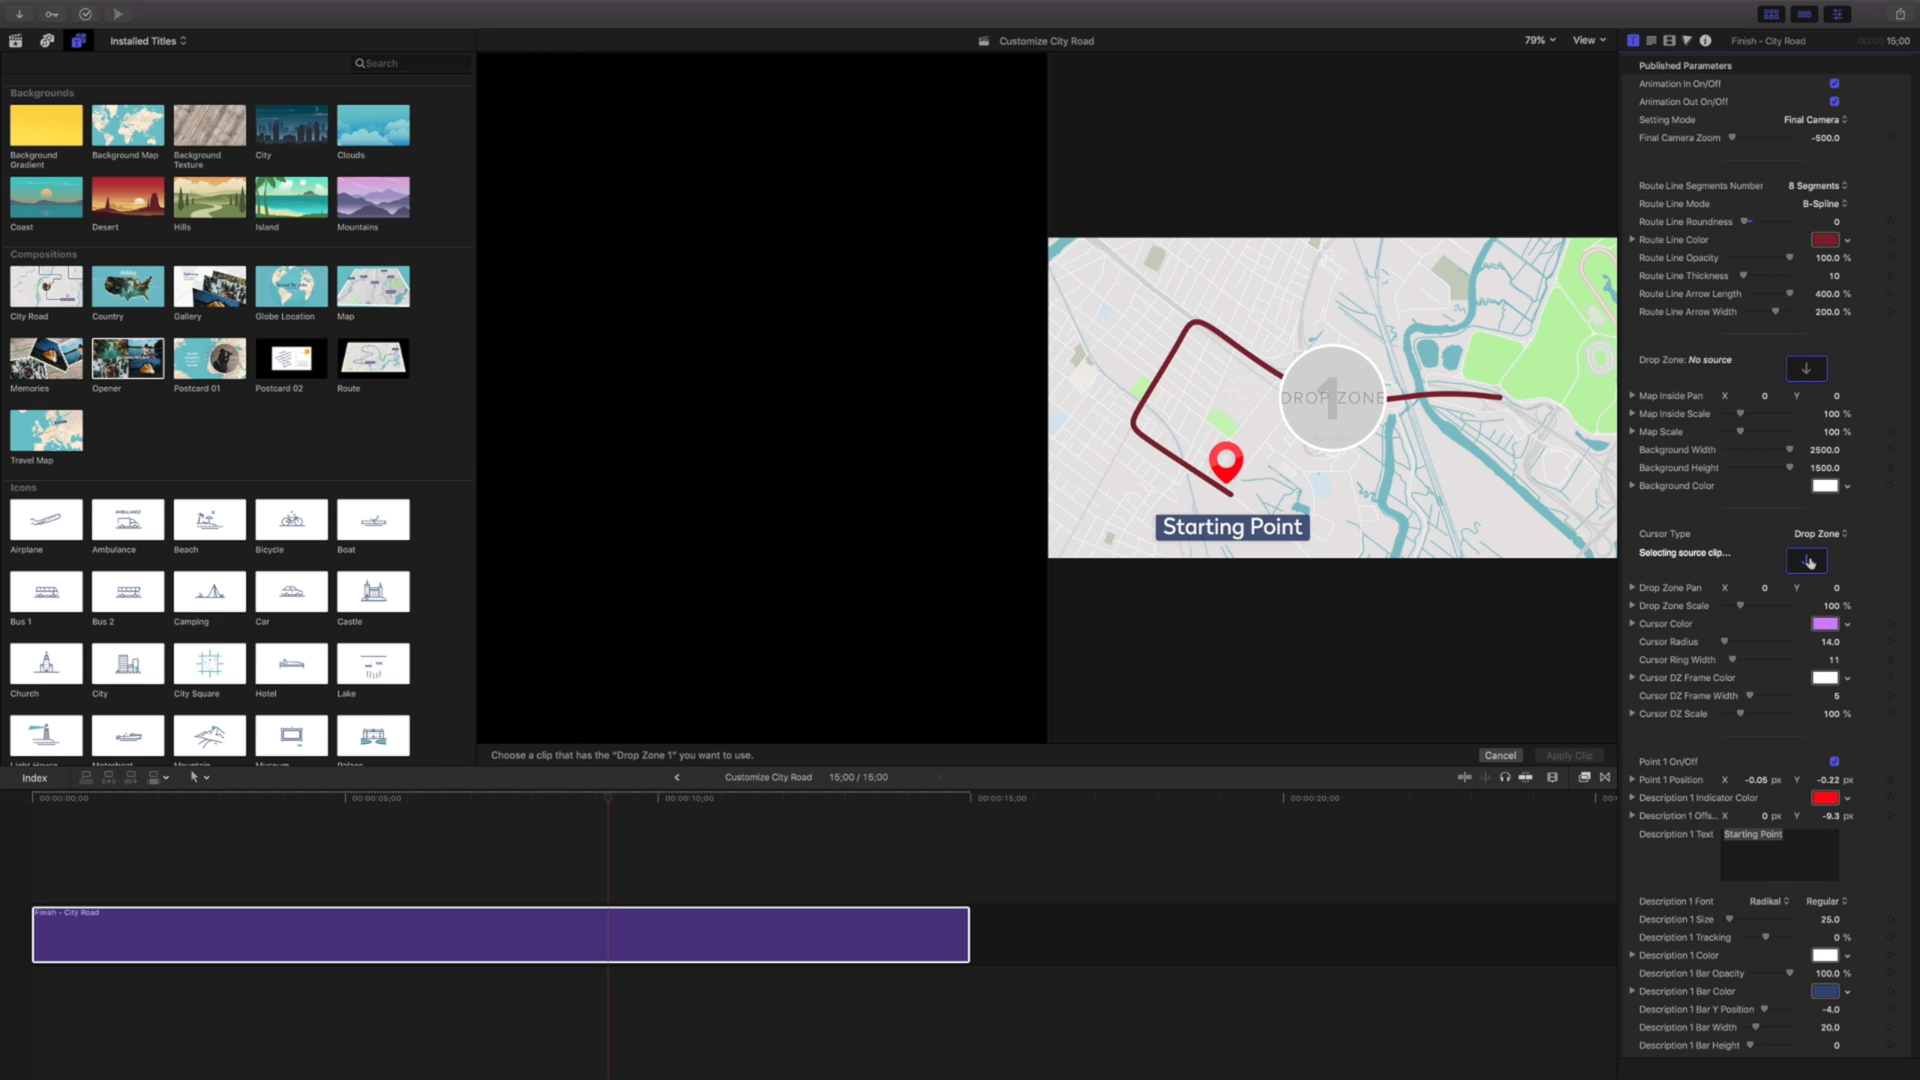 Installed Titles
Customize City Road
79%
View
Finish - City Road
00:00:15;00
Search
Backgrounds
Background Gradient
Background Map
Background Texture
City
Clouds
Coast
Desert
Hills
Island
Mountains
Compositions
City Road
Country
Gallery
Globe Location
Map
Memories
Opener
Postcard 01
Postcard 02
Route
Travel Map
Icons
Airplane
AMBULANCE
Ambulance
Beach
Bicycle
Boat
Bus 1
Bus 2
Camping
Car
Castle
Church
City
City Square
Hotel
Lake
Light House
Motorboat
Mountain
Museum
Palace
DROP ZONE
1
Starting Point
Choose a clip that has the "Drop Zone 1" you want to use.
Cancel
Apply Clip
Published Parameters
Animation In On/Off
Animation Out On/Off
Setting Mode Final Camera
Final Camera Zoom -500.0
Route Line Segments Number 8 Segments
Route Line Mode B-Spline
Route Line Roundness 0
Route Line Color
Route Line Opacity 100.0 %
Route Line Thickness 10
Route Line Arrow Length 400.0 %
Route Line Arrow Width 200.0 %
Drop Zone: No source
Map Inside Pan X 0 Y 0
Map Inside Scale 100 %
Map Scale 100 %
Background Width 2500.0
Background Height 1500.0
Background Color
Cursor Type Drop Zone
Selecting source clip...
Drop Zone Pan X 0 Y 0
Drop Zone Scale 100 %
Cursor Color
Cursor Radius 14.0
Cursor Ring Width 11
Cursor DZ Frame Color
Cursor DZ Frame Width 5
Cursor DZ Scale 100 %
Point 1 On/Off
Point 1 Position X -0.05 px Y -0.22 px
Description 1 Indicator Color
Description 1 Offs... X 0 px Y -9.3 px
Description 1 Text Starting Point
Description 1 Font Radikal Regular
Description 1 Size 25.0
Description 1 Tracking 0 %
Description 1 Color
Description 1 Bar Opacity 100.0 %
Description 1 Bar Color
Description 1 Bar Y Position -4.0
Description 1 Bar Width 20.0
Description 1 Bar Height 0
Index
Customize City Road
15;00 / 15;00
00:00:00;00
00:00:05;00
00:00:10;00
00:00:15;00
00:00:20;00
Finish - City Road